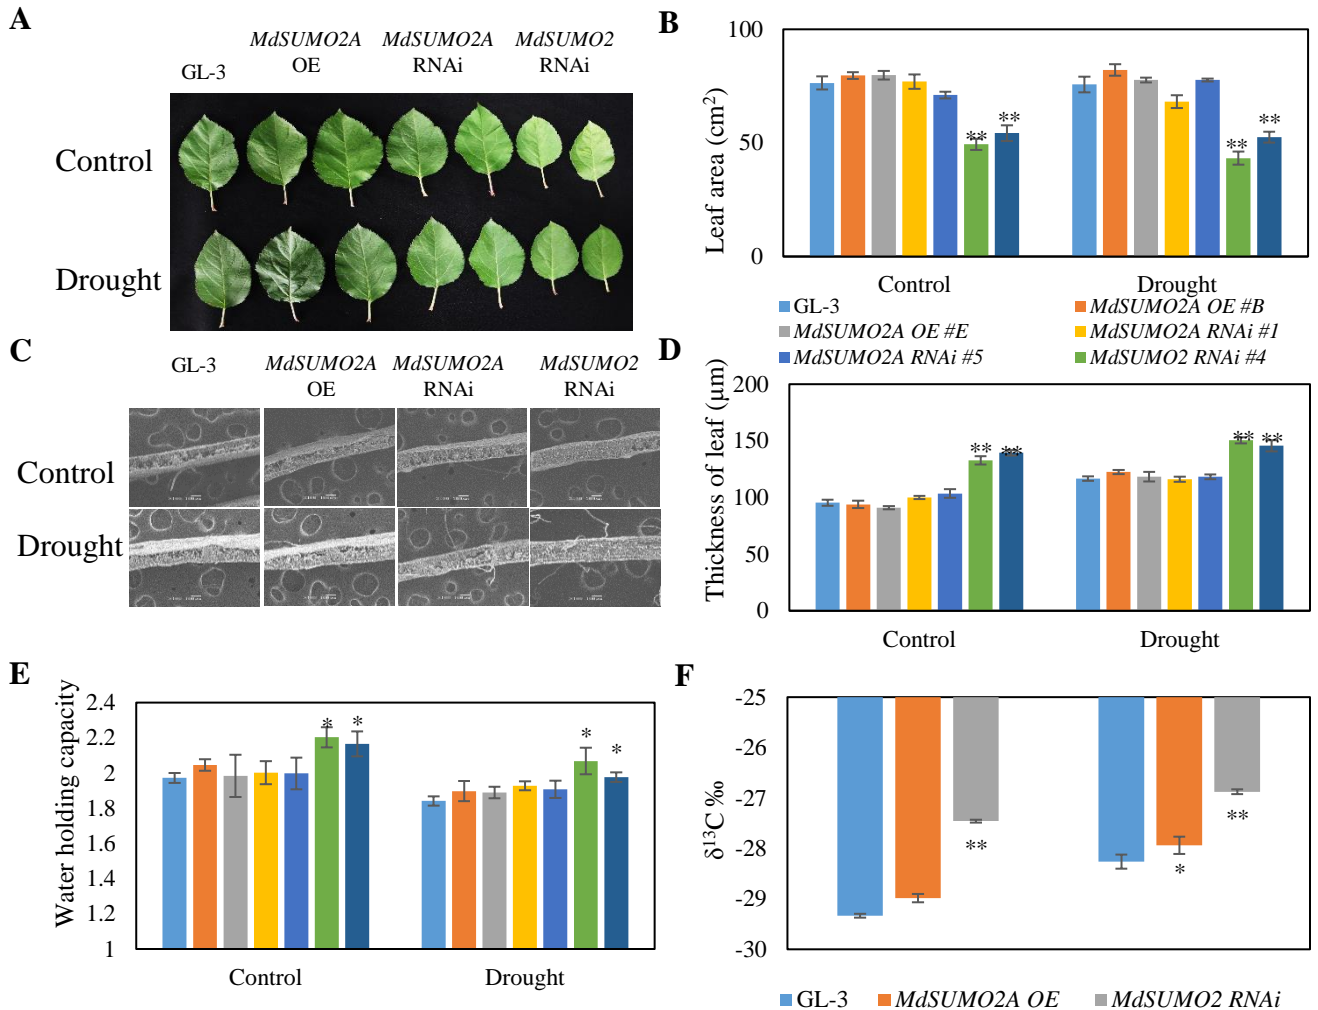 A
GL-3
MdSUMO2A
OE
MdSUMO2A
RNAi
MdSUMO2
RNAi
Control
Drought
B
Leaf area (cm²)
100
50
0
** ** ** **
Control Drought
GL-3 MdSUMO2A OE #B
MdSUMO2A OE #E MdSUMO2A RNAi #1
MdSUMO2A RNAi #5 MdSUMO2 RNAi #4
C
GL-3
MdSUMO2A
OE
MdSUMO2A
RNAi
MdSUMO2
RNAi
Control
Drought
D
Thickness of leaf (μm)
200
150
100
50
0
** ** ** **
Control Drought
E
Water holding capacity
2.4
2.2
2
1.8
1.6
1.4
1.2
1
* * * *
Control Drought
F
δ¹³C ‰
-25
-26
-27
-28
-29
-30
** * **
GL-3 MdSUMO2A OE MdSUMO2 RNAi